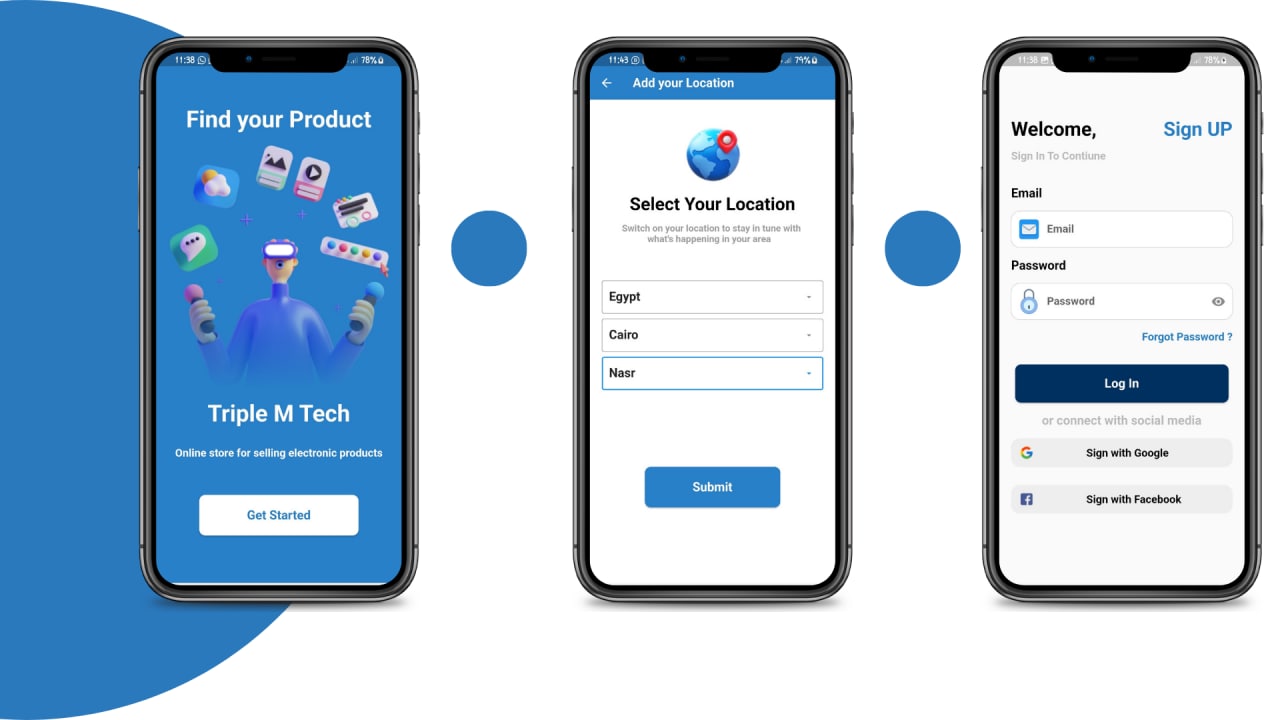 11:38
78%
Find your Product
Triple M Tech
Online store for selling electronic products
Get Started
11:43
79%
Add your Location
Select Your Location
Switch on your location to stay in tune with
what's happening in your area
Egypt
Cairo
Nasr
Submit
11:38
78%
Welcome,
Sign UP
Sign In To Contiune
Email
Email
Password
Password
Forgot Password ?
Log In
or connect with social media
Sign with Google
Sign with Facebook